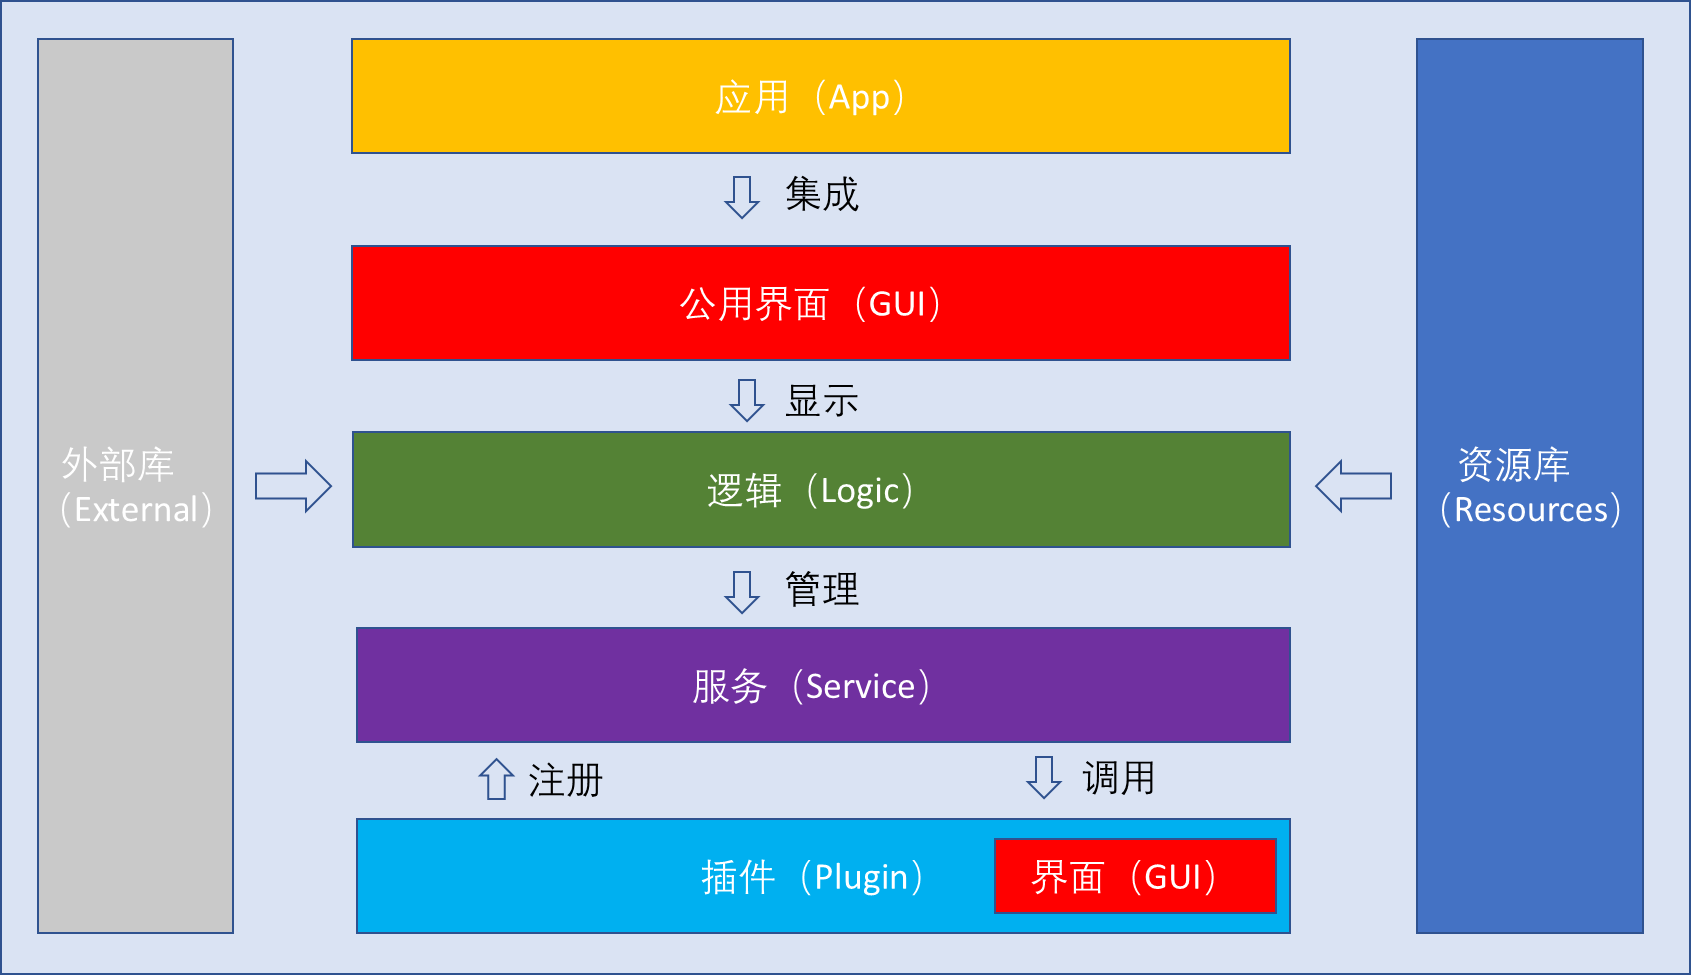 应用（App）
集成
公用界面（GUI）
显示
外部库
（External）
逻辑（Logic）
资源库
（Resources）
管理
服务（Service）
注册
调用
插件（Plugin）
界面（GUI）